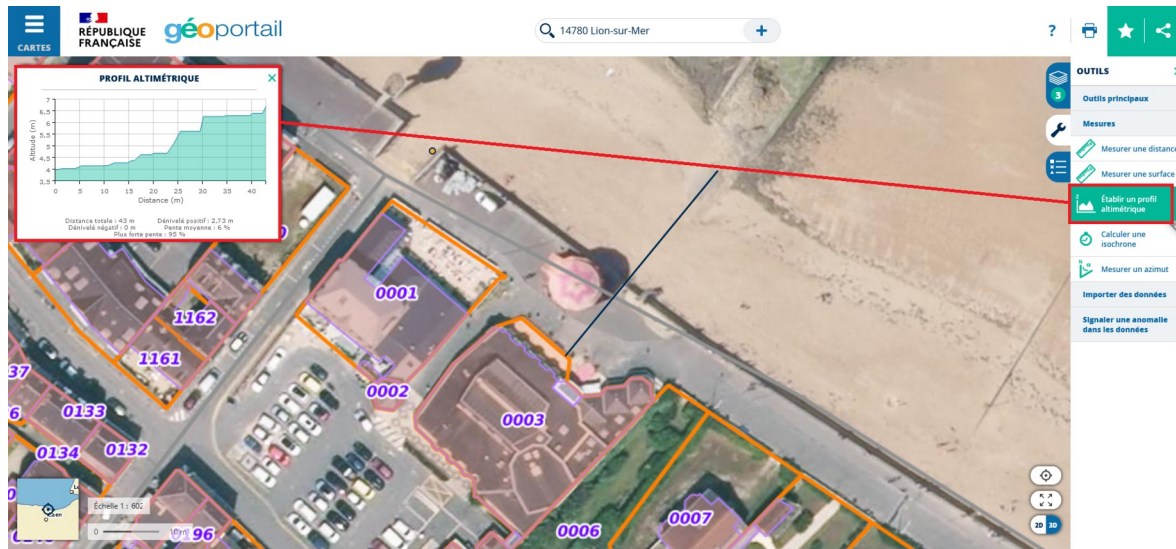 CARTES
RÉPUBLIQUE
FRANÇAISE
géoportail
14780 Lion-sur-Mer
+
?
PROFIL ALTIMÉTRIQUE
×
7
6,5
6
5,5
5
4,5
4
3,5
Altitude (m)
0 5 10 15 20 25 30 35 40
Distance (m)
Distance totale : 43 m Dénivelé positif : 2,73 m
Dénivelé négatif : 0 m Pente moyenne : 6 %
Plus forte pente : 95 %
3
OUTILS
Outils principaux
Mesures
Mesurer une distance
Mesurer une surface
Établir un profil
altimétrique
Calculer une
isochrone
Mesurer un azimut
Importer des données
Signaler une anomalie
dans les données
0001
1162
1161
0002
37
0133
6
0003
0134
0132
0007
0006
196
Échelle 1 : 602
0 10 m
2D 3D